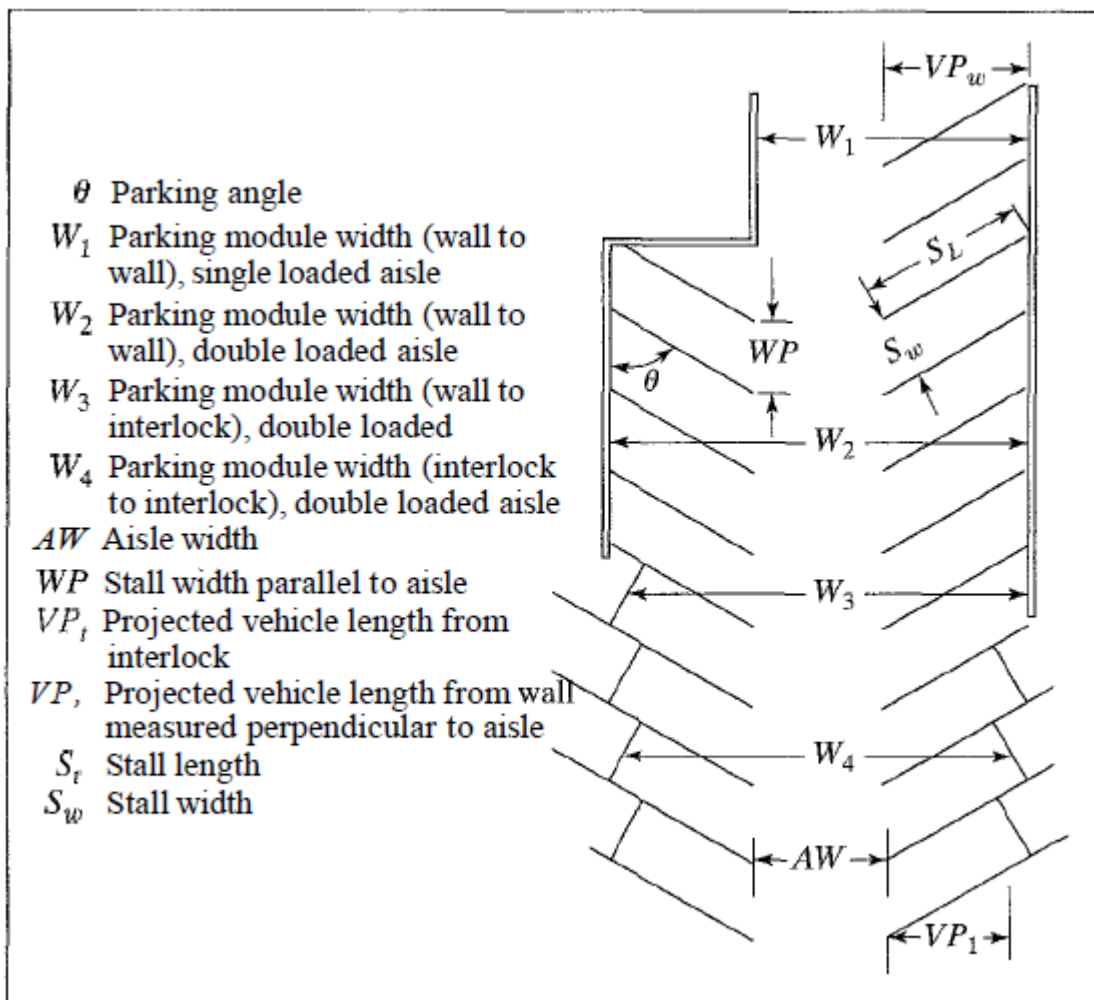 θ Parking angle
W₁ Parking module width (wall to
wall), single loaded aisle
W₂ Parking module width (wall to
wall), double loaded aisle
W₃ Parking module width (wall to
interlock), double loaded
W₄ Parking module width (interlock
to interlock), double loaded aisle
AW Aisle width
WP Stall width parallel to aisle
VPₜ Projected vehicle length from
interlock
VP, Projected vehicle length from wall
measured perpendicular to aisle
Sₜ Stall length
S_w Stall width
VP_w
W₁
S_L
WP
S_w
θ
W₂
W₃
W₄
AW
VP₁